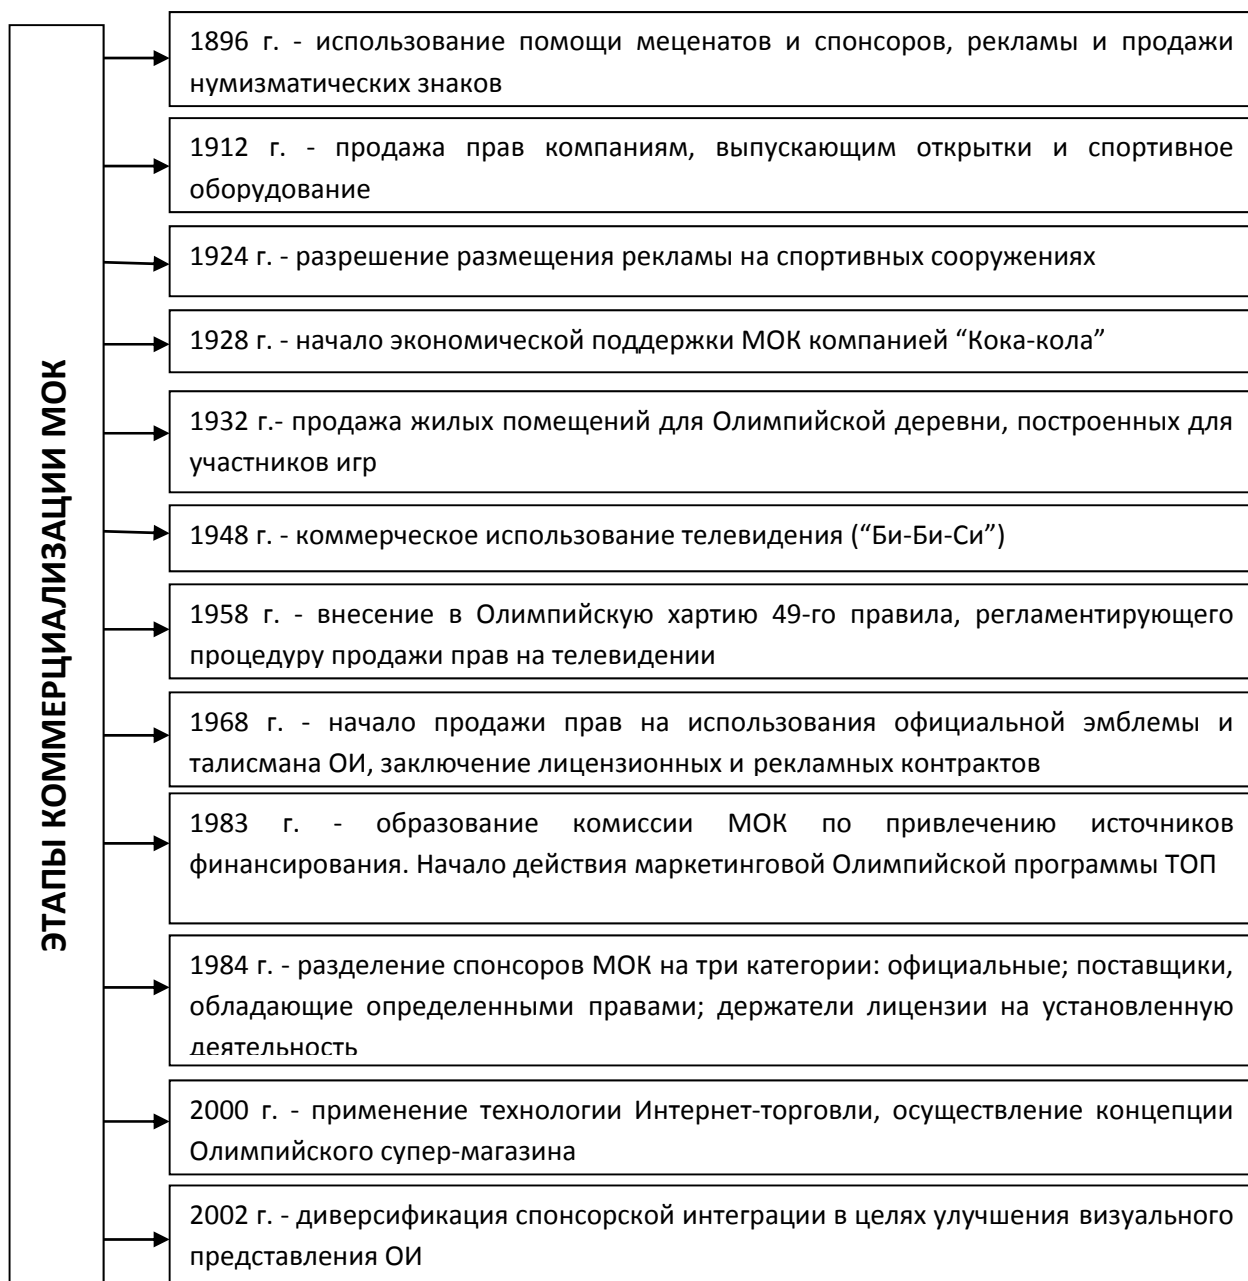 ЭТАПЫ КОММЕРЦИАЛИЗАЦИИ МОК
1896 г. - использование помощи меценатов и спонсоров, рекламы и продажи
нумизматических знаков
1912 г. - продажа прав компаниям, выпускающим открытки и спортивное
оборудование
1924 г. - разрешение размещения рекламы на спортивных сооружениях
1928 г. - начало экономической поддержки МОК компанией “Кока-кола”
1932 г.- продажа жилых помещений для Олимпийской деревни, построенных для
участников игр
1948 г. - коммерческое использование телевидения (“Би-Би-Си”)
1958 г. - внесение в Олимпийскую хартию 49-го правила, регламентирующего
процедуру продажи прав на телевидении
1968 г. - начало продажи прав на использования официальной эмблемы и
талисмана ОИ, заключение лицензионных и рекламных контрактов
1983 г. - образование комиссии МОК по привлечению источников
финансирования. Начало действия маркетинговой Олимпийской программы ТОП
1984 г. - разделение спонсоров МОК на три категории: официальные; поставщики,
обладающие определенными правами; держатели лицензии на установленную
деятельность
2000 г. - применение технологии Интернет-торговли, осуществление концепции
Олимпийского супер-магазина
2002 г. - диверсификация спонсорской интеграции в целях улучшения визуального
представления ОИ